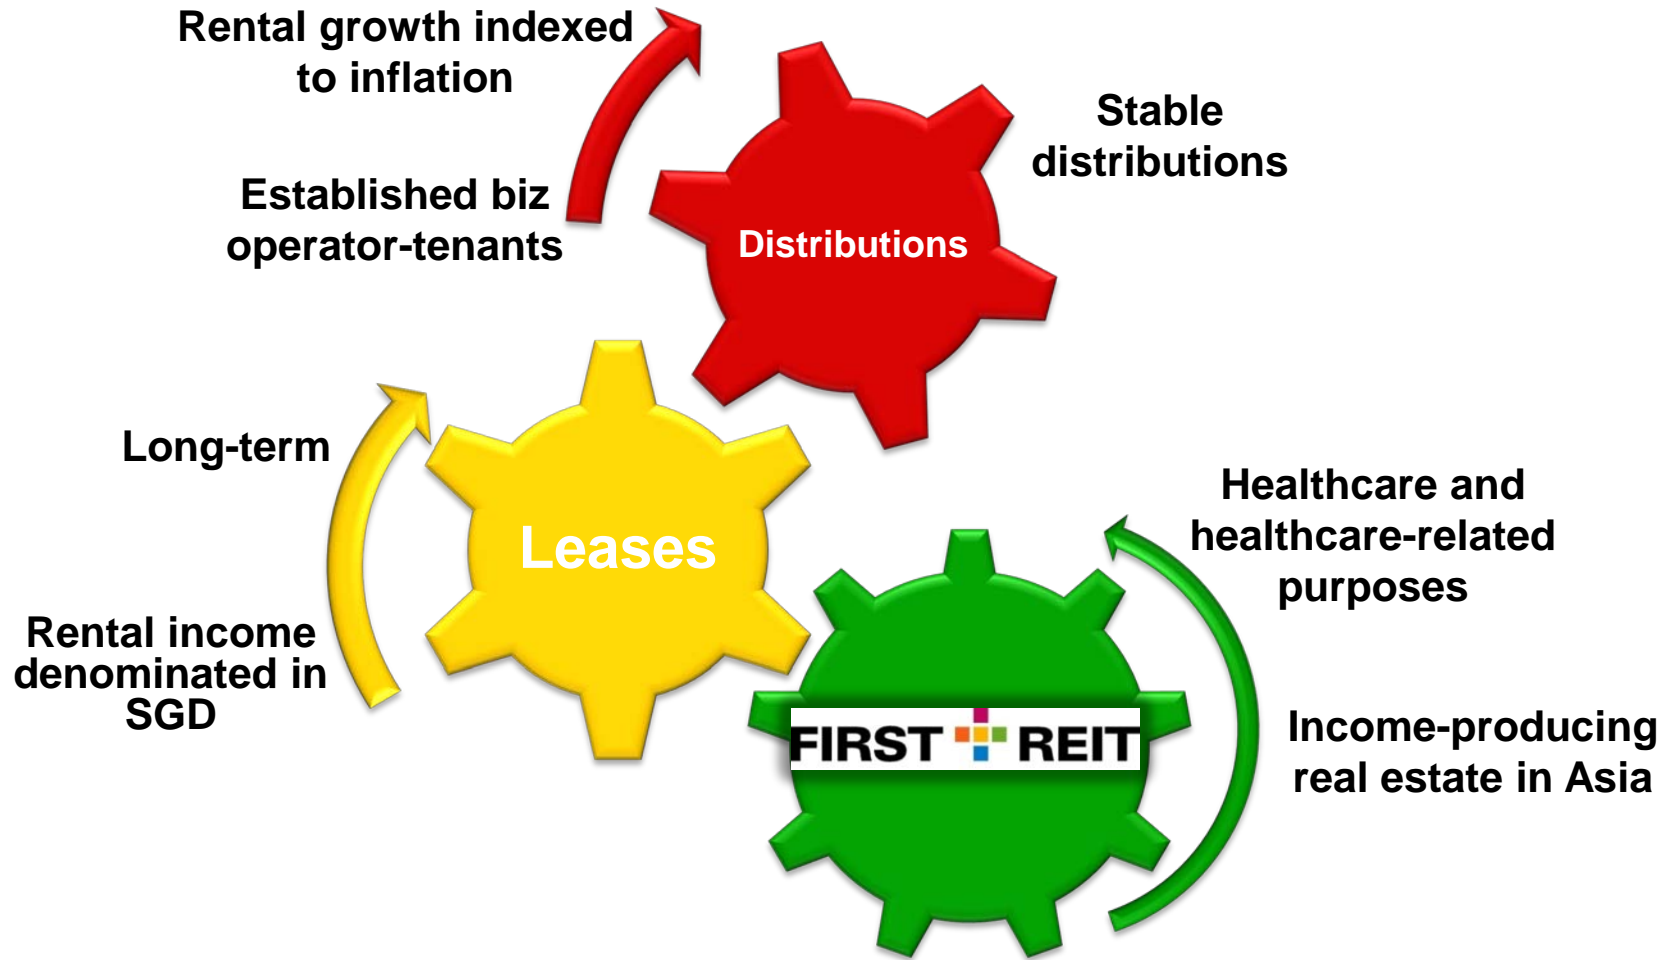 Rental growth indexed
to inflation
Established biz
operator-tenants
Stable
distributions
Distributions
Long-term
Rental income
denominated in
SGD
Leases
Healthcare and
healthcare-related
purposes
Income-producing
real estate in Asia
FIRST REIT